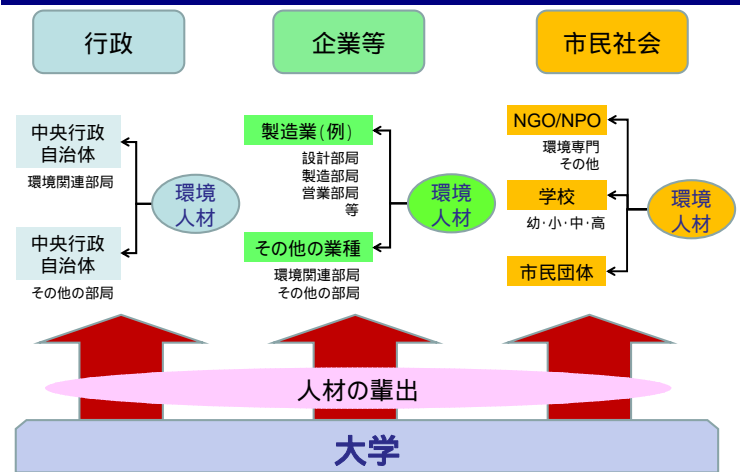 行政
企業等
市民社会
中央行政
自治体
環境関連部局
中央行政
自治体
その他の部局
環境
人材
製造業(例)
設計部局
製造部局
営業部局
等
その他の業種
環境関連部局
その他の部局
環境
人材
NGO/NPO
環境専門
その他
学校
幼・小・中・高
市民団体
環境
人材
人材の輩出
大学